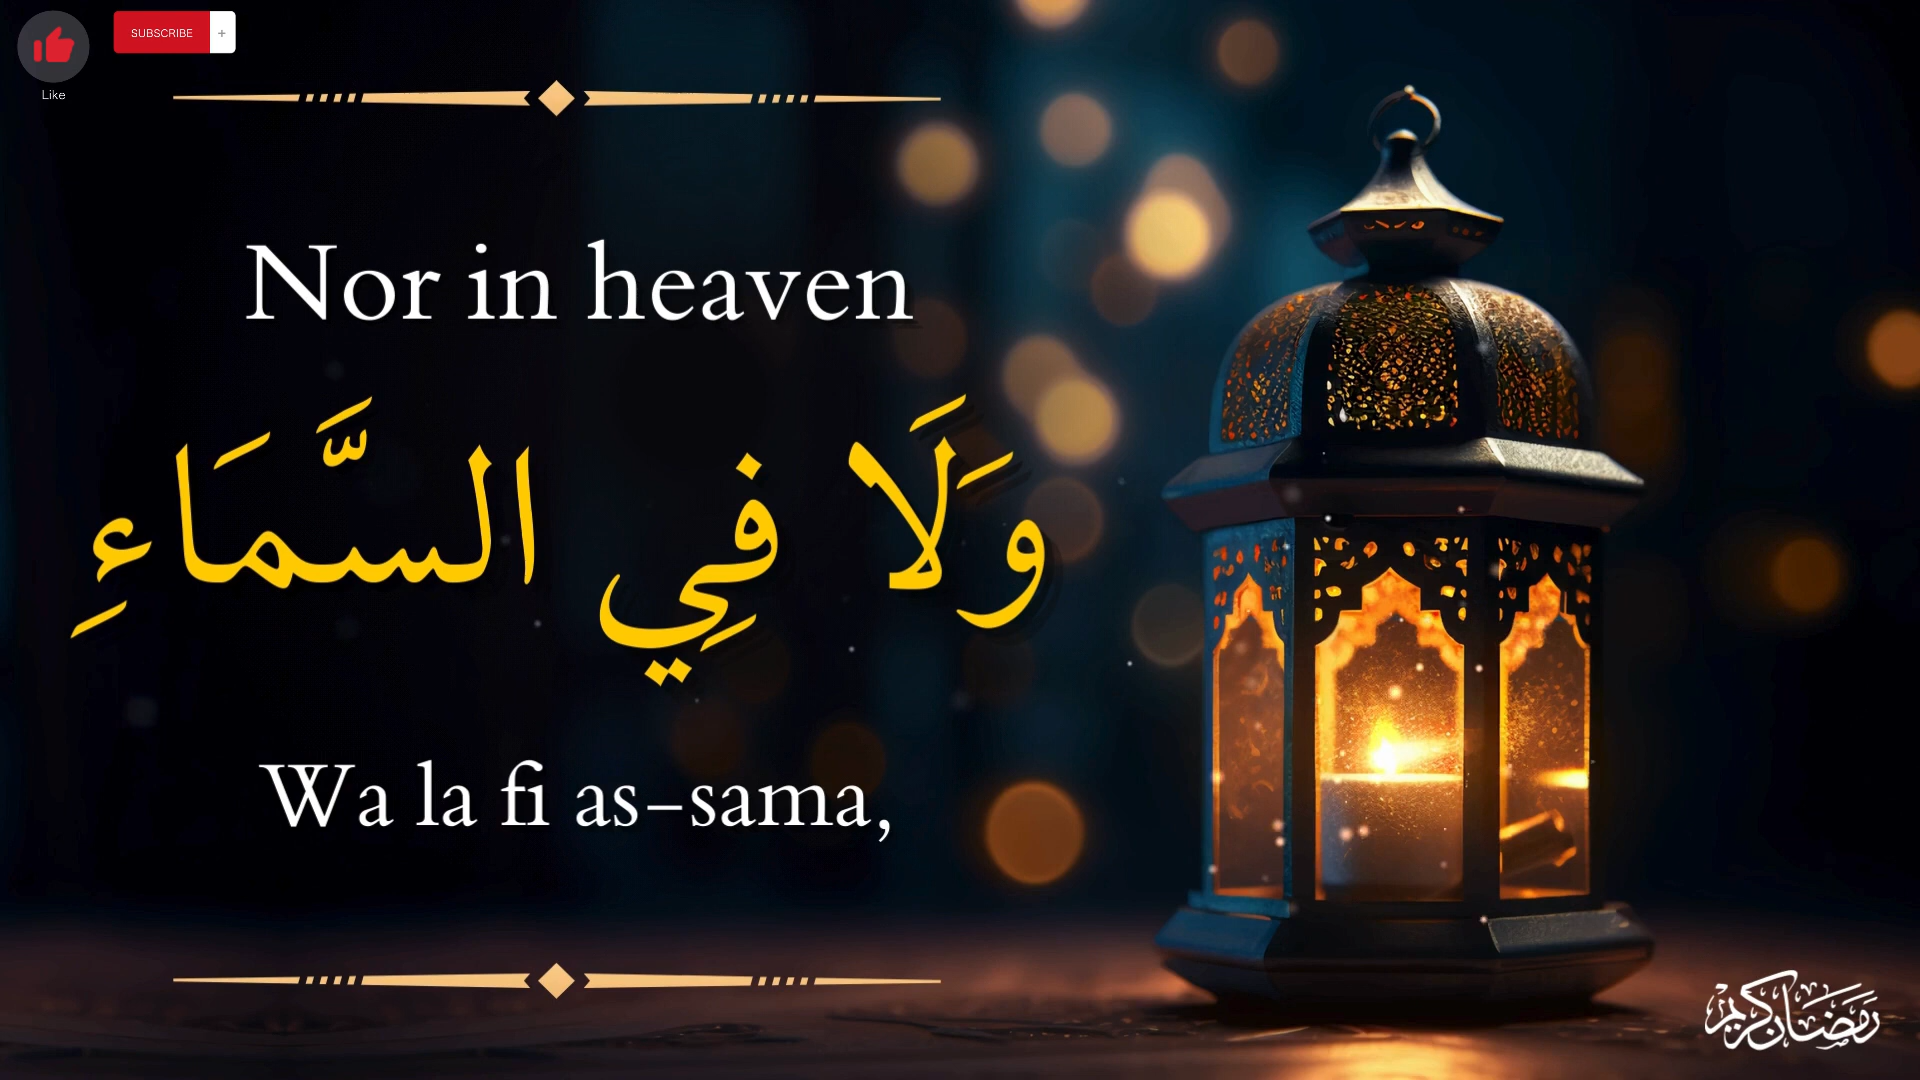 Like
SUBSCRIBE +
Nor in heaven
وَلَا فِي السَّمَاءِ
Wa la fi as-sama,
رمضان كريم